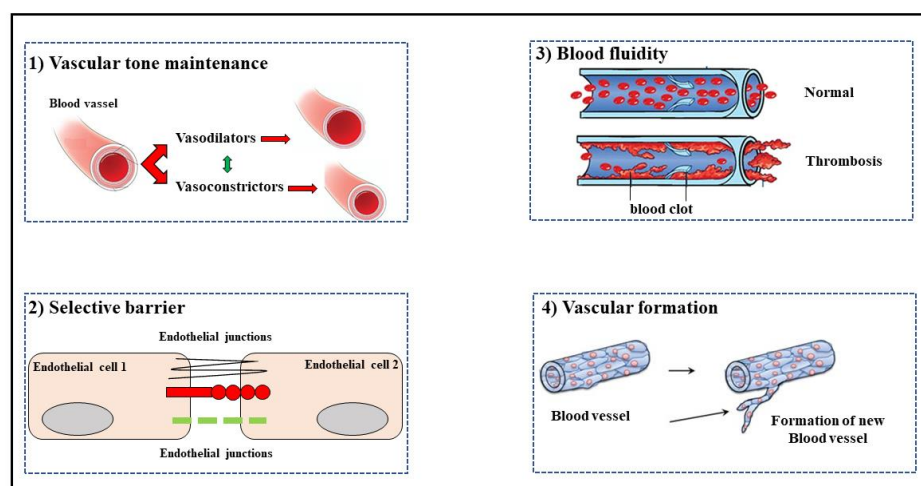 1) Vascular tone maintenance
Blood vassel
Vasodilators
Vasoconstrictors
2) Selective barrier
Endothelial junctions
Endothelial cell 1
Endothelial cell 2
Endothelial junctions
3) Blood fluidity
Normal
Thrombosis
blood clot
4) Vascular formation
Blood vessel
Formation of new
Blood vessel